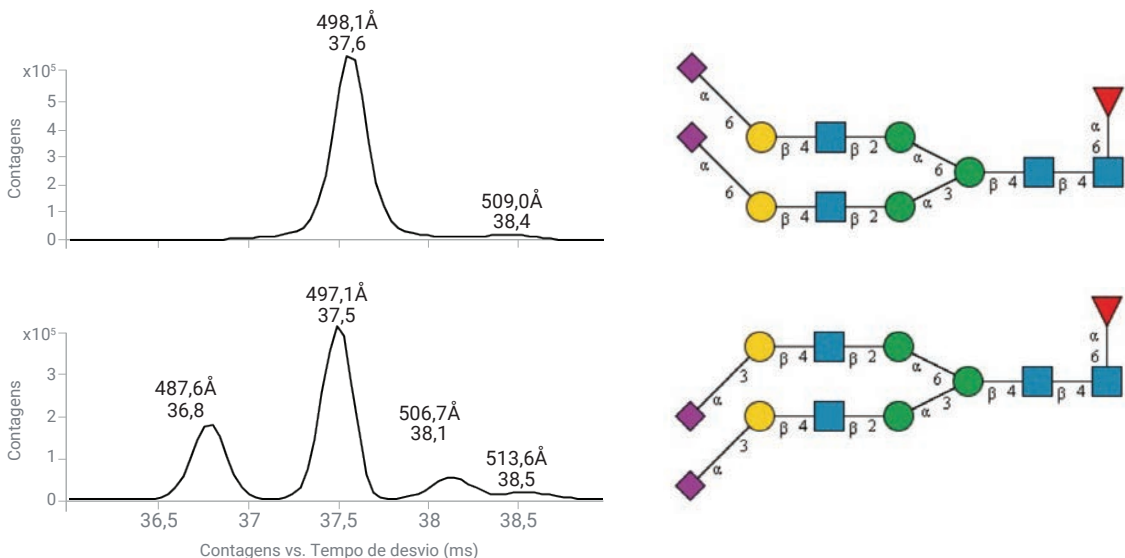 498,1Å
37,6
x10⁵
5
4
3
2
1
0
Contagens
509,0Å
38,4
α 6 β 4 β 2 α 6 β 4 β 4 α 6
α 6 β 4 β 2 α 3
497,1Å
37,5
x10⁵
3
2
1
0
Contagens
487,6Å
36,8
506,7Å
38,1
513,6Å
38,5
36,5 37 37,5 38 38,5
Contagens vs. Tempo de desvio (ms)
α 3 β 4 β 2 α 6 β 4 β 4 α 6
α 3 β 4 β 2 α 3